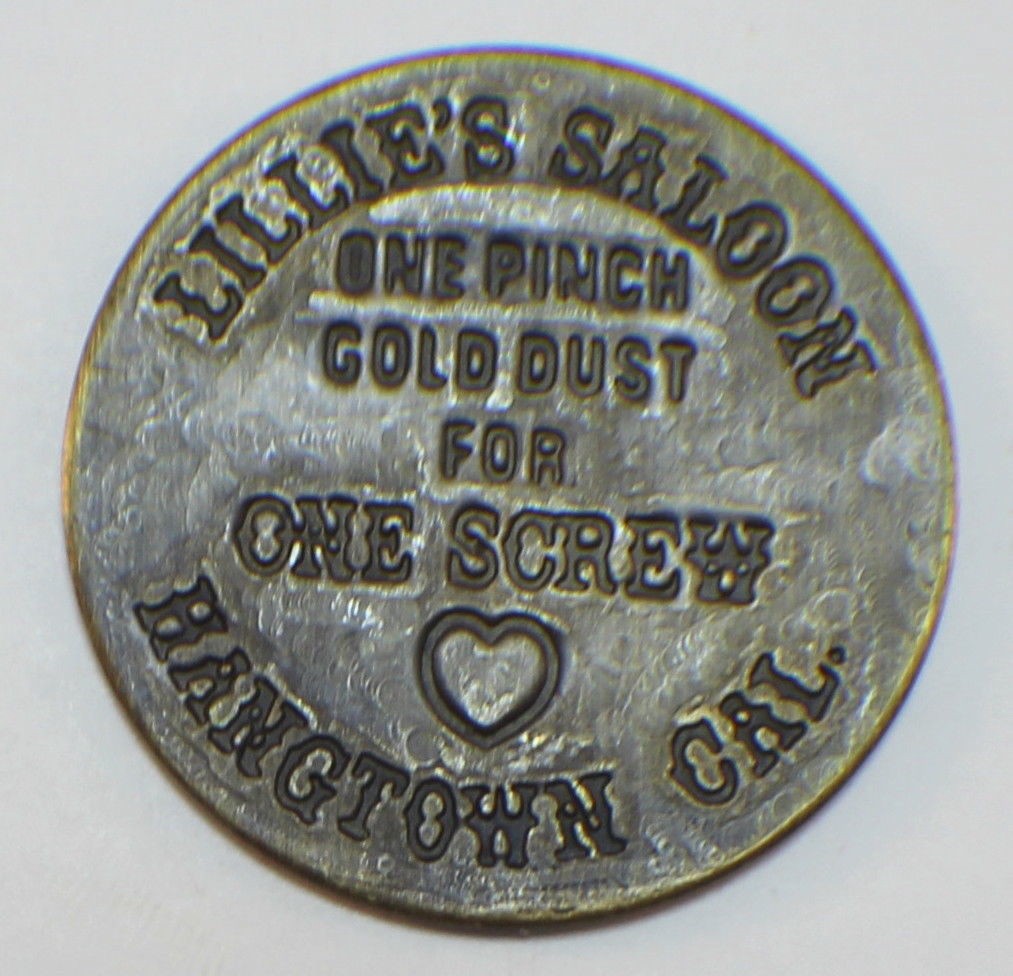 LILLIE'S SALOON
ONE PINCH
GOLD DUST
FOR
ONE SCREW
HANGTOWN CAL.